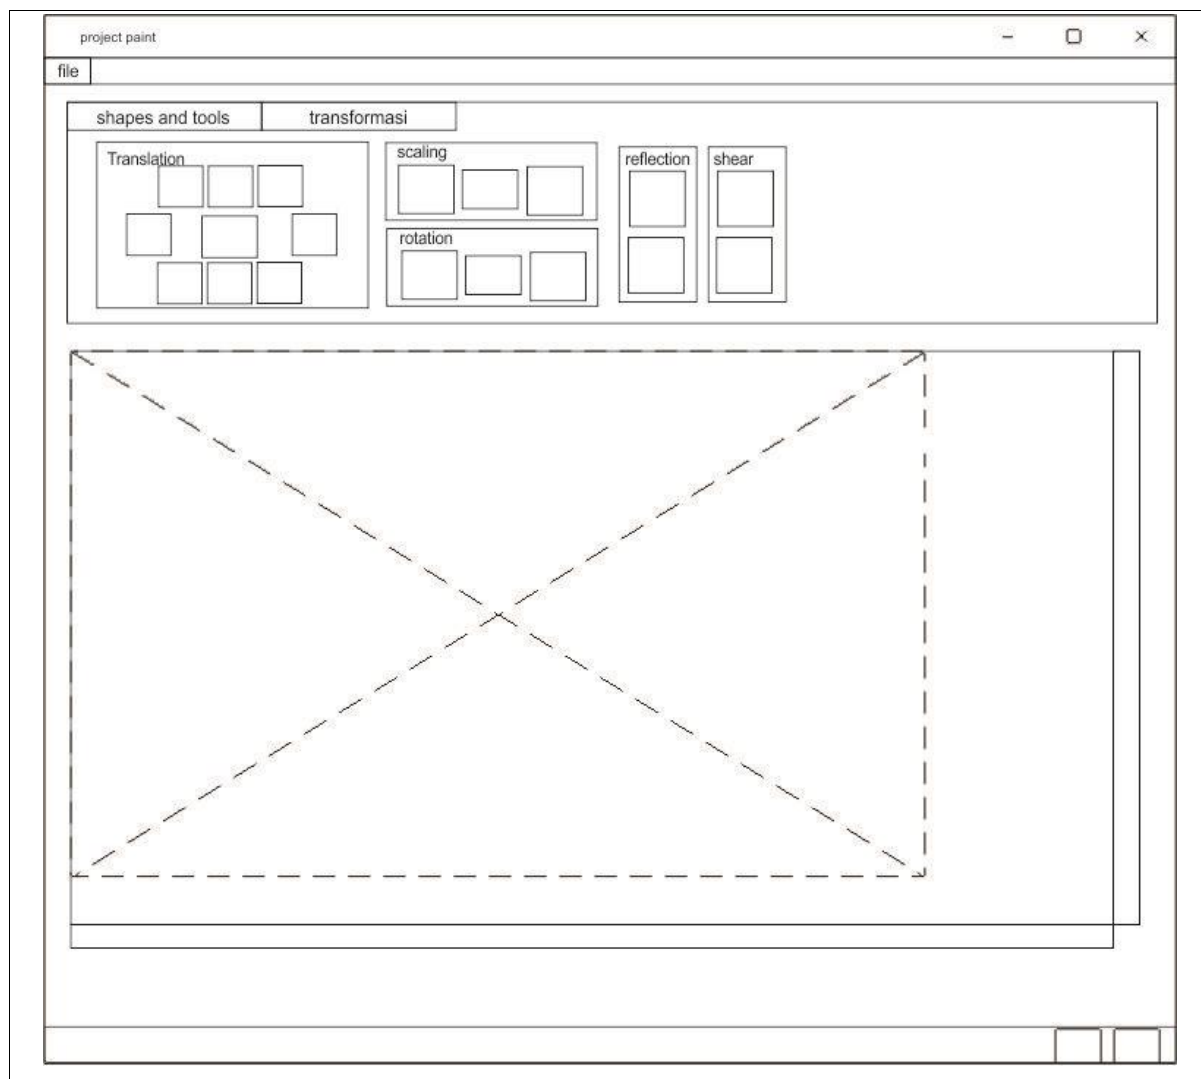 project paint
file
shapes and tools
transformasi
Translation
scaling
rotation
reflection
shear